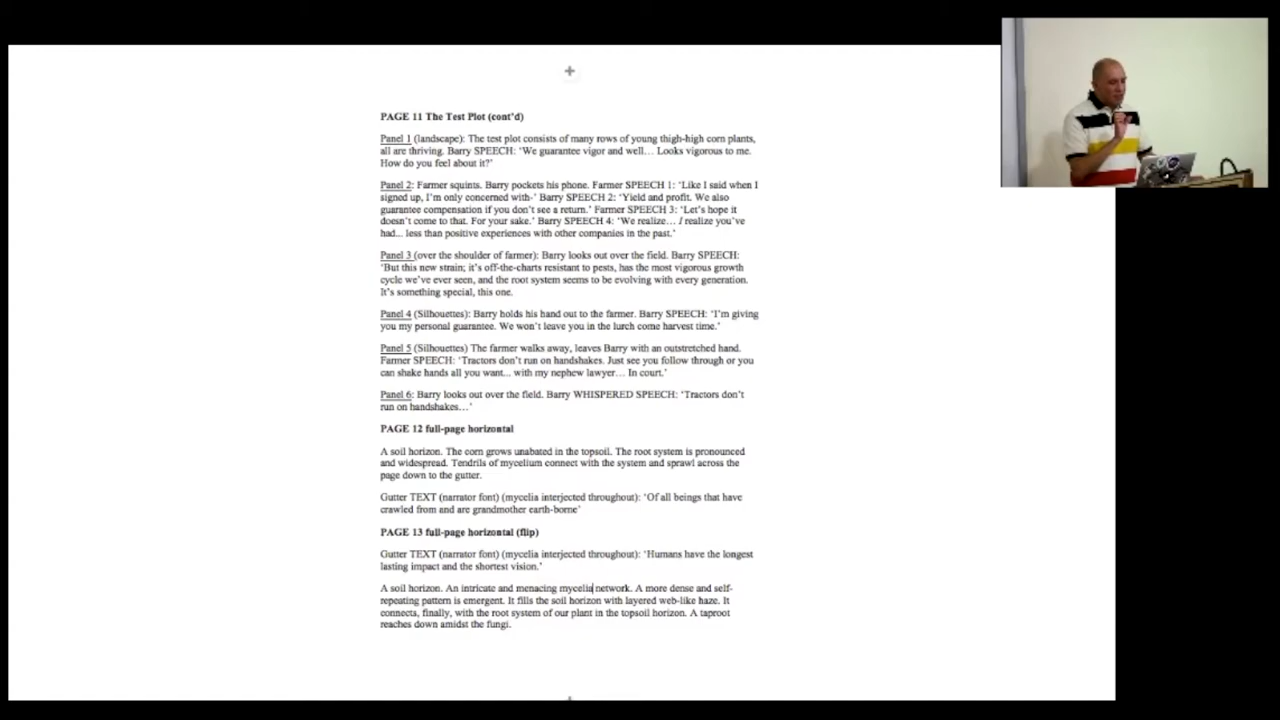 PAGE 11 The Test Plot (cont'd)
Panel 1 (landscape): The test plot consists of many rows of young thigh-high corn plants,
all are thriving. Barry SPEECH: 'We guarantee vigor and well… Looks vigorous to me.
How do you feel about it?'
Panel 2: Farmer squints. Barry pockets his phone. Farmer SPEECH 1: 'Like I said when I
signed up, I'm only concerned with-' Barry SPEECH 2: 'Yield and profit. We also
guarantee compensation if you don't see a return.' Farmer SPEECH 3: 'Let's hope it
doesn't come to that. For your sake.' Barry SPEECH 4: 'We realize… I realize you've
had... less than positive experiences with other companies in the past.'
Panel 3 (over the shoulder of farmer): Barry looks out over the field. Barry SPEECH:
'But this new strain; it's off-the-charts resistant to pests, has the most vigorous growth
cycle we've ever seen, and the root system seems to be evolving with every generation.
It's something special, this one.
Panel 4 (Silhouettes): Barry holds his hand out to the farmer. Barry SPEECH: 'I'm giving
you my personal guarantee. We won't leave you in the lurch come harvest time.'
Panel 5 (Silhouettes) The farmer walks away, leaves Barry with an outstretched hand.
Farmer SPEECH: 'Tractors don't run on handshakes. Just see you follow through or you
can shake hands all you want... with my nephew lawyer… In court.'
Panel 6: Barry looks out over the field. Barry WHISPERED SPEECH: 'Tractors don't
run on handshakes…'
PAGE 12 full-page horizontal
A soil horizon. The corn grows unabated in the topsoil. The root system is pronounced
and widespread. Tendrils of mycelium connect with the system and sprawl across the
page down to the gutter.
Gutter TEXT (narrator font) (mycelia interjected throughout): 'Of all beings that have
crawled from and are grandmother earth-borne'
PAGE 13 full-page horizontal (flip)
Gutter TEXT (narrator font) (mycelia interjected throughout): 'Humans have the longest
lasting impact and the shortest vision.'
A soil horizon. An intricate and menacing mycelia network. A more dense and self-
repeating pattern is emergent. It fills the soil horizon with layered web-like haze. It
connects, finally, with the root system of our plant in the topsoil horizon. A taproot
reaches down amidst the fungi.